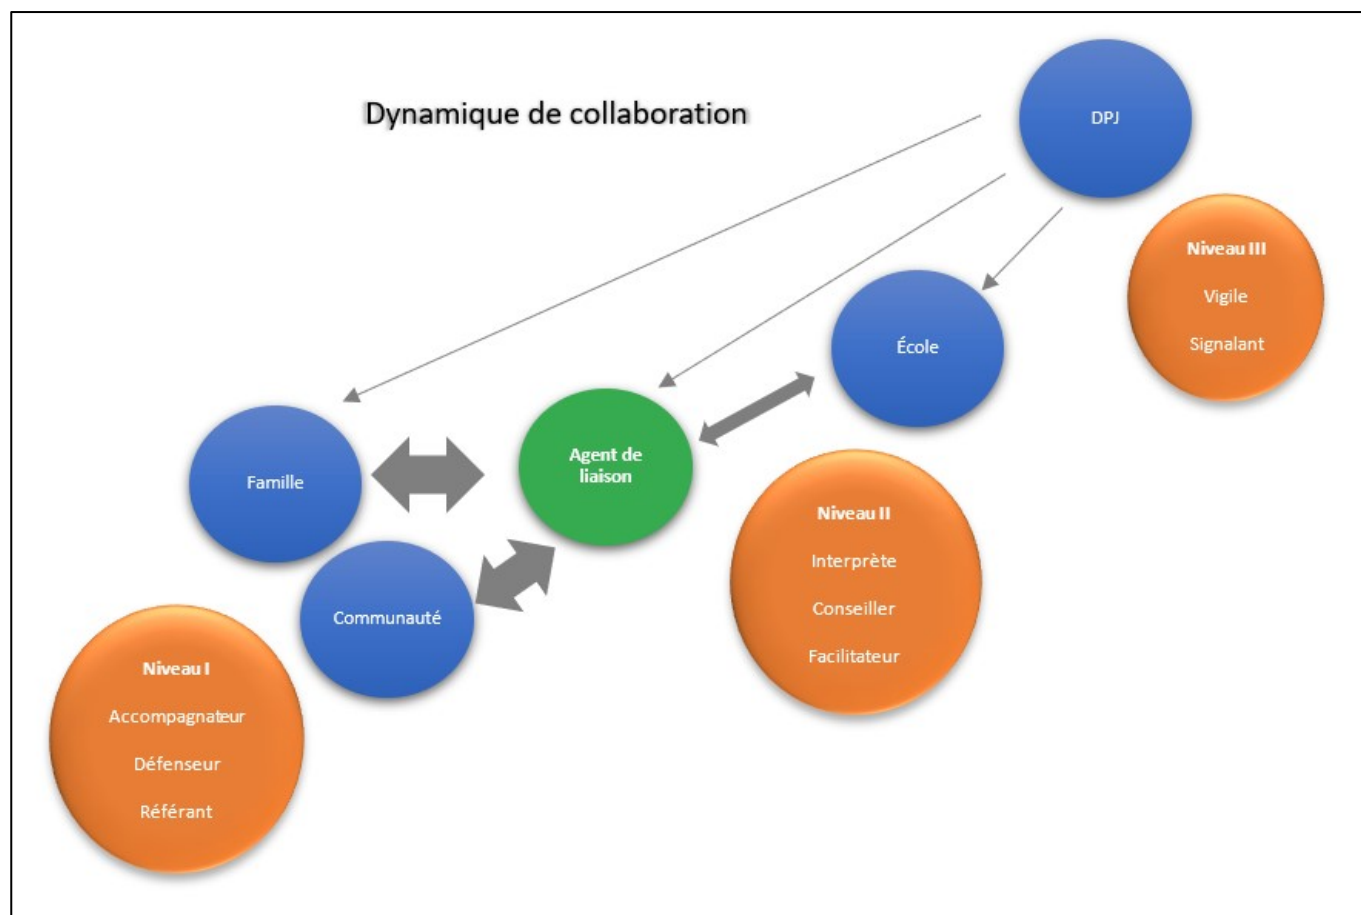 Dynamique de collaboration
DPJ
Niveau III
Vigile
Signalant
École
Agent de
liaison
Famille
Niveau II
Interprète
Conseiller
Facilitateur
Communauté
Niveau I
Accompagnateur
Défenseur
Référant